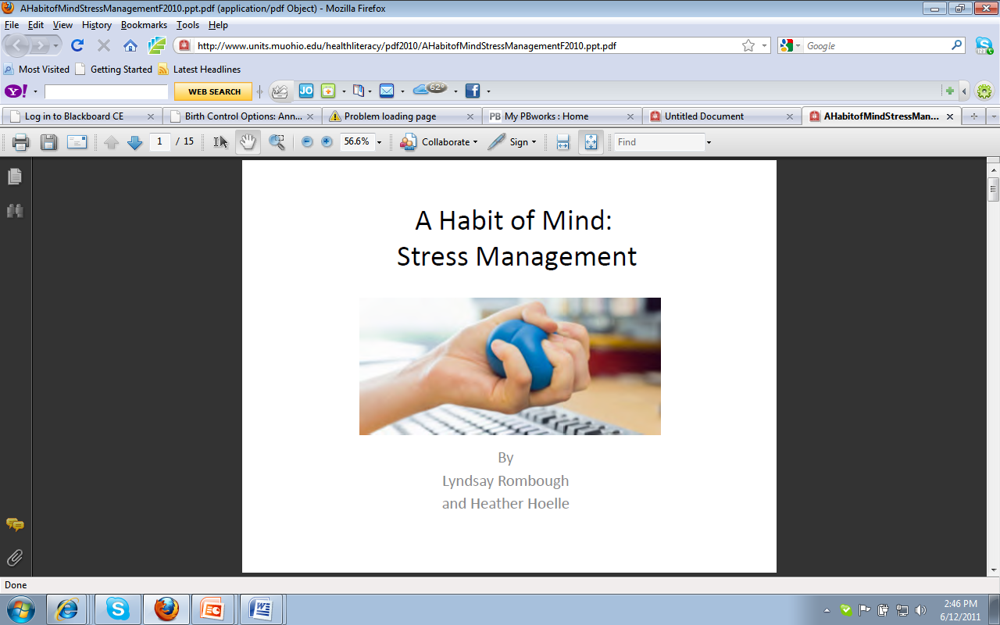 AHabitofMindStressManagementF2010.ppt.pdf (application/pdf Object) - Mozilla Firefox
File Edit View History Bookmarks Tools Help
http://www.units.muohio.edu/healthliteracy/pdf2010/AHabitofMindStressManagementF2010.ppt.pdf Google
Most Visited Getting Started Latest Headlines
Y! WEB SEARCH JO 62°
Log in to Blackboard CE Birth Control Options: Ann... Problem loading page PB My PBworks : Home Untitled Document AHabitofMindStressMan...
1 / 15 56.6% Collaborate Sign Find
A Habit of Mind:
Stress Management
By
Lyndsay Rombough
and Heather Hoelle
Done
2:46 PM
6/12/2011